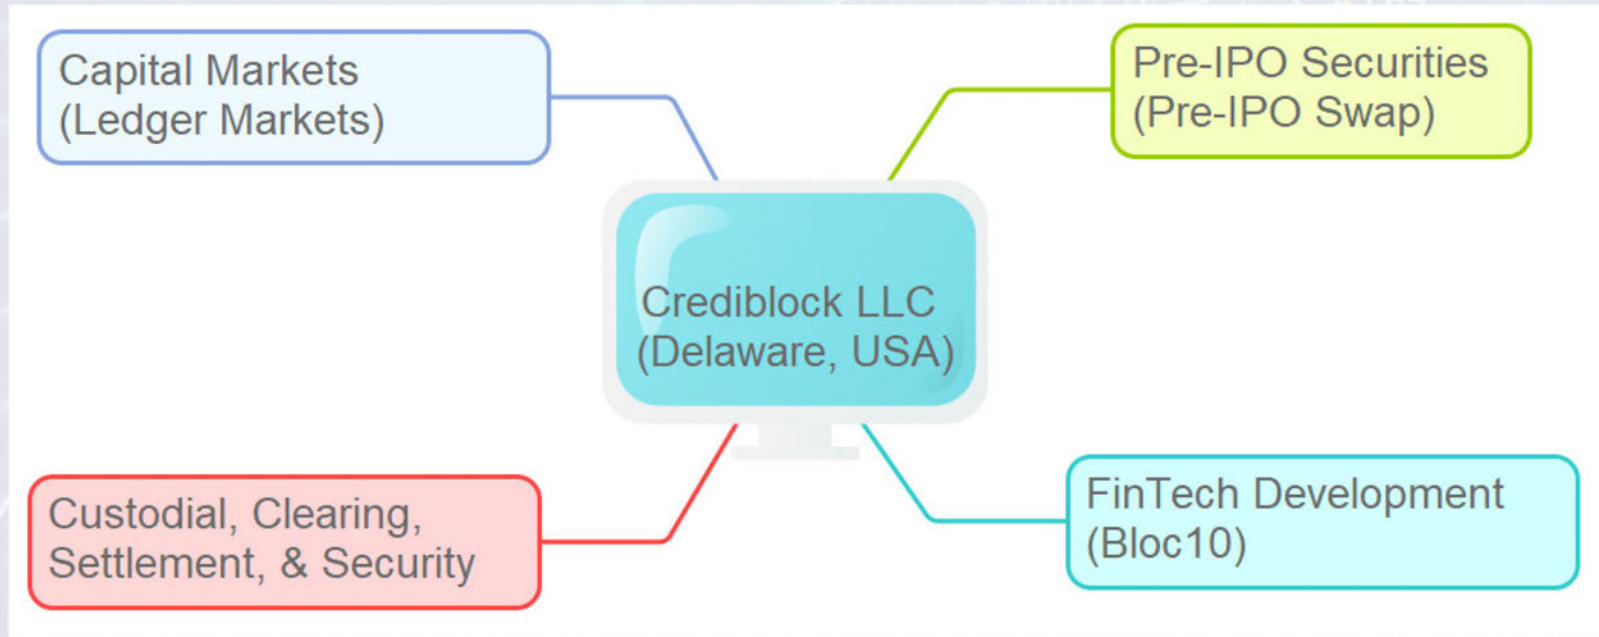 Capital Markets
(Ledger Markets)
Pre-IPO Securities
(Pre-IPO Swap)
Crediblock LLC
(Delaware, USA)
Custodial, Clearing,
Settlement, & Security
FinTech Development
(Bloc10)